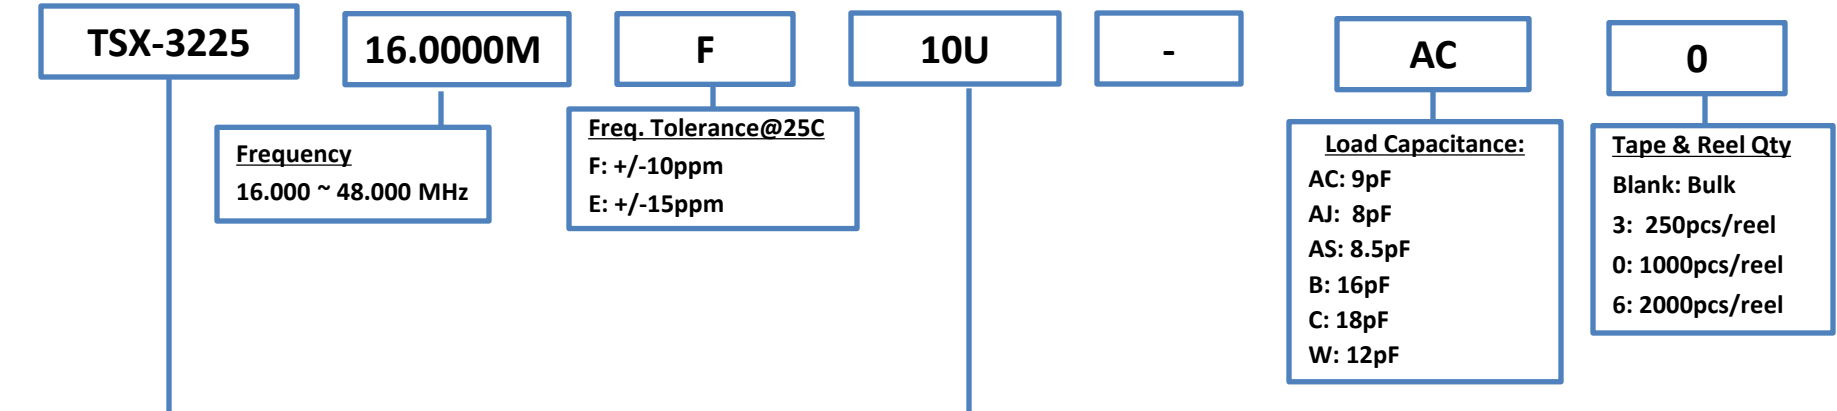 TSX-3225
16.0000M
F
10U
-
AC
0
Frequency
16.000 ~ 48.000 MHz
Freq. Tolerance@25C
F: +/-10ppm
E: +/-15ppm
Load Capacitance:
AC: 9pF
AJ: 8pF
AS: 8.5pF
B: 16pF
C: 18pF
W: 12pF
Tape & Reel Qty
Blank: Bulk
3: 250pcs/reel
0: 1000pcs/reel
6: 2000pcs/reel